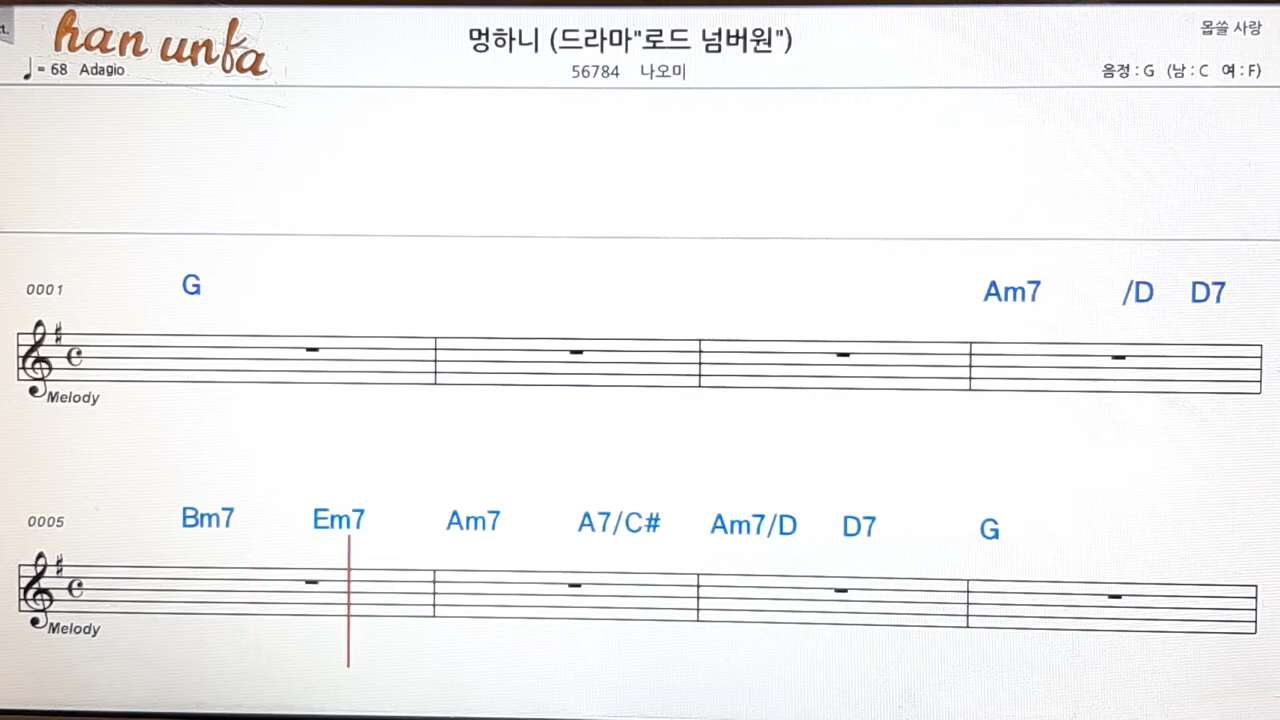 t.
han unfa
♩= 68 Adagio
멍하니 (드라마"로드 넘버원")
56784 나오미
몹쓸 사랑
음정 : G (남 : C 여 : F)
0001 G Am7 /D D7
Melody
0005 Bm7 Em7 Am7 A7/C# Am7/D D7 G
Melody